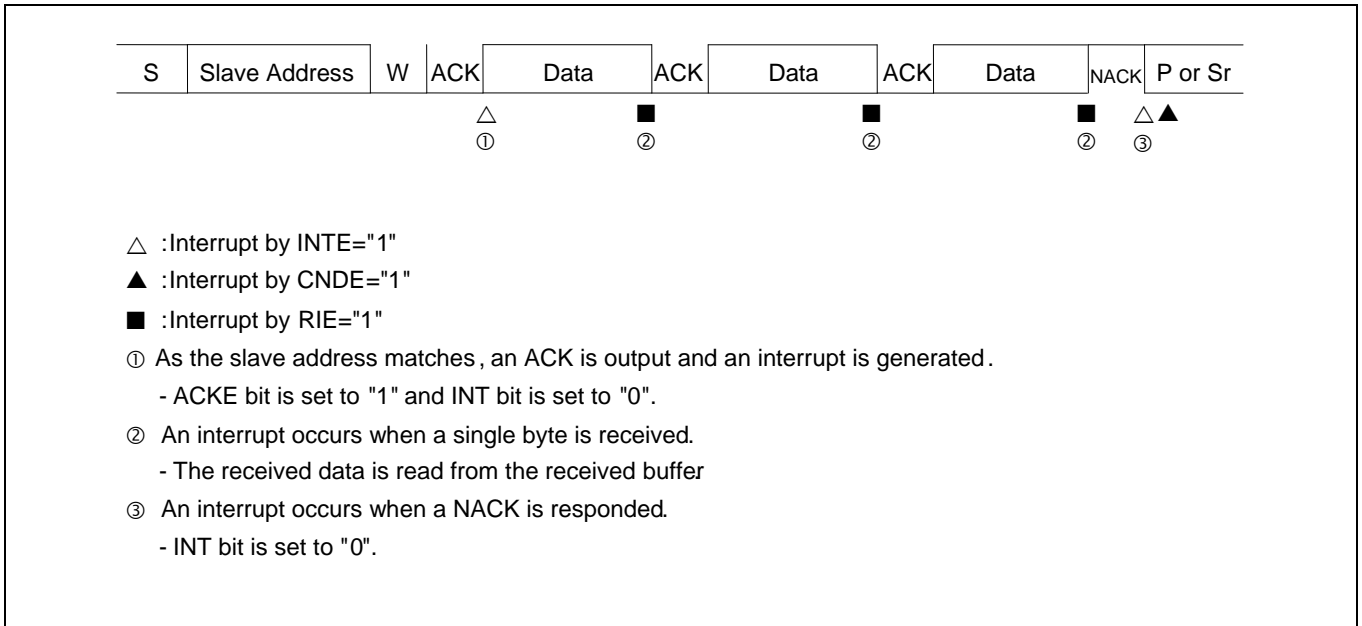 S Slave Address W ACK Data ACK Data ACK Data NACK P or Sr
△ ■ ■ ■ △ ▲
① ② ② ② ③
△ :Interrupt by INTE="1"
▲ :Interrupt by CNDE="1"
■ :Interrupt by RIE="1"
① As the slave address matches, an ACK is output and an interrupt is generated.
- ACKE bit is set to "1" and INT bit is set to "0".
② An interrupt occurs when a single byte is received.
- The received data is read from the received buffer
③ An interrupt occurs when a NACK is responded.
- INT bit is set to "0".